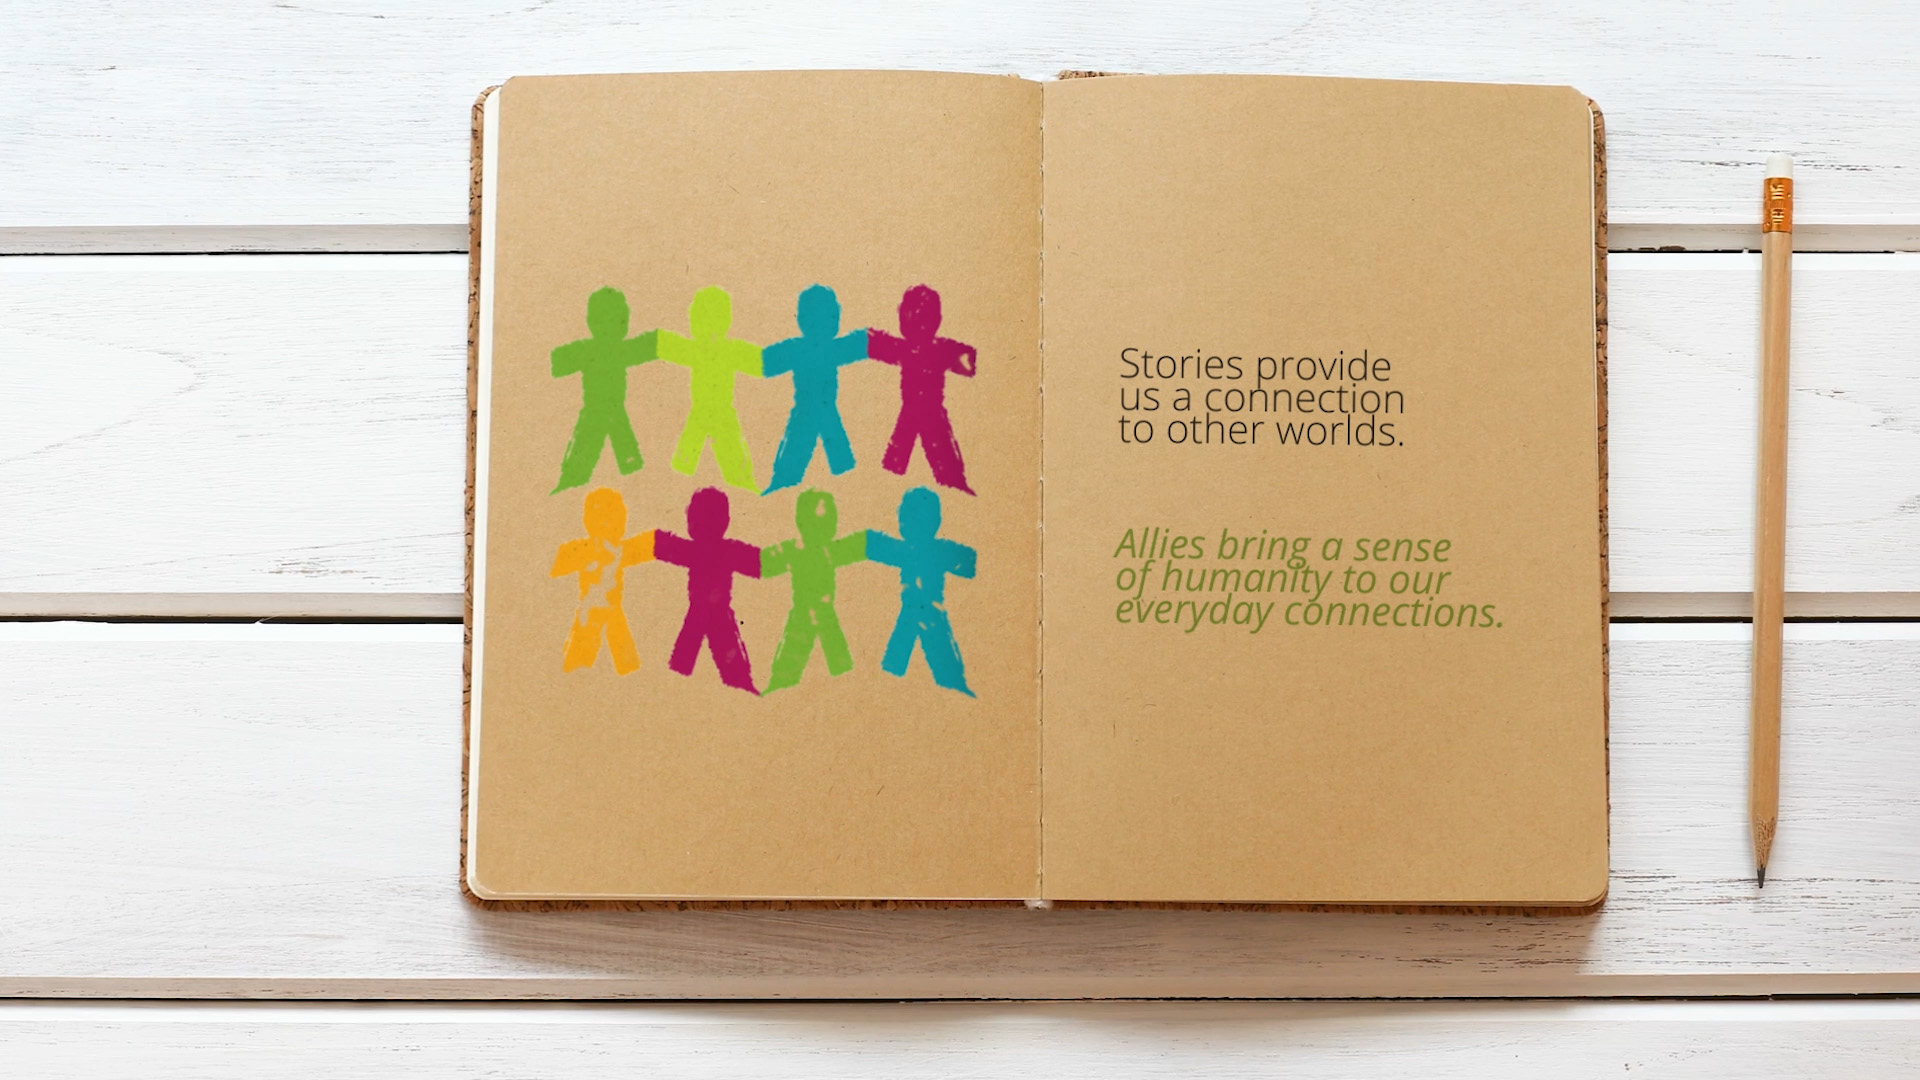 Stories provide
us a connection
to other worlds.
Allies bring a sense
of humanity to our
everyday connections.